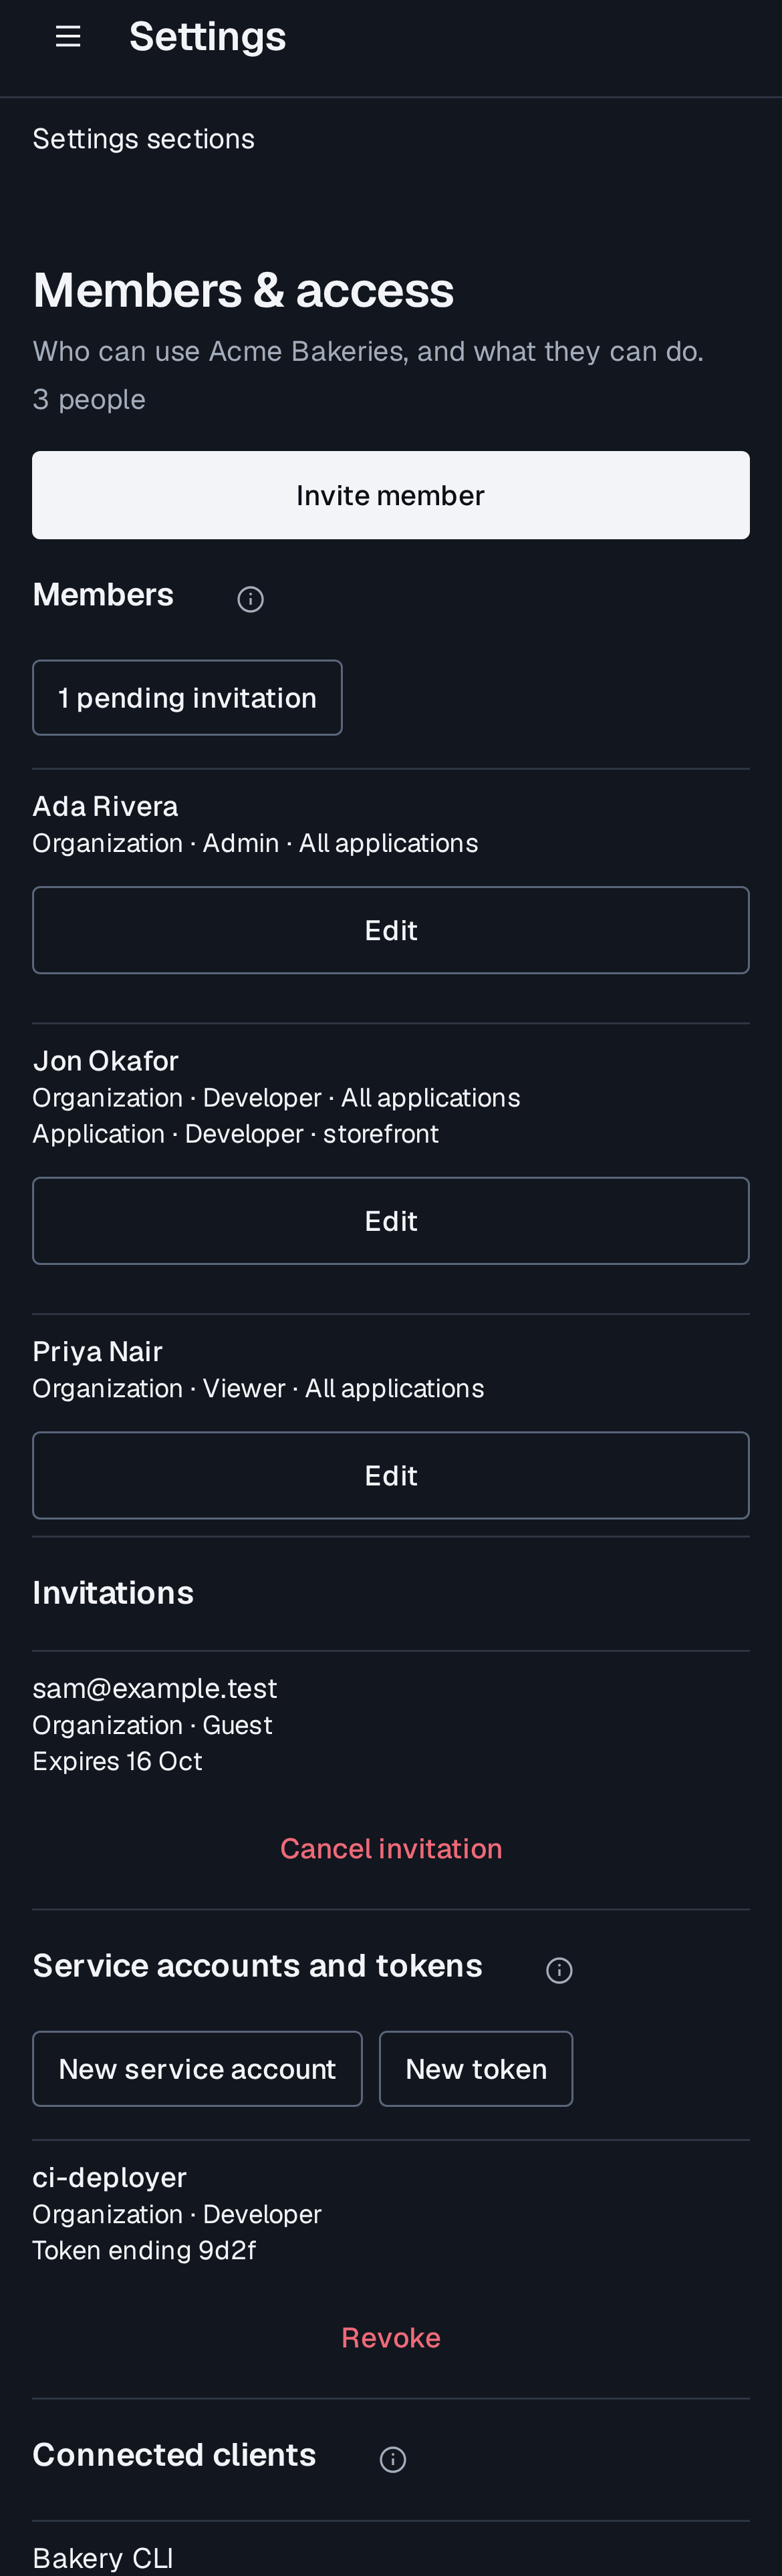 Settings
Settings sections
Members & access
Who can use Acme Bakeries, and what they can do.
3 people
Invite member
Members
1 pending invitation
Ada Rivera
Organization · Admin · All applications
Edit
Jon Okafor
Organization · Developer · All applications
Application · Developer · storefront
Edit
Priya Nair
Organization · Viewer · All applications
Edit
Invitations
sam@example.test
Organization · Guest
Expires 16 Oct
Cancel invitation
Service accounts and tokens
New service account
New token
ci-deployer
Organization · Developer
Token ending 9d2f
Revoke
Connected clients
Bakery CLI